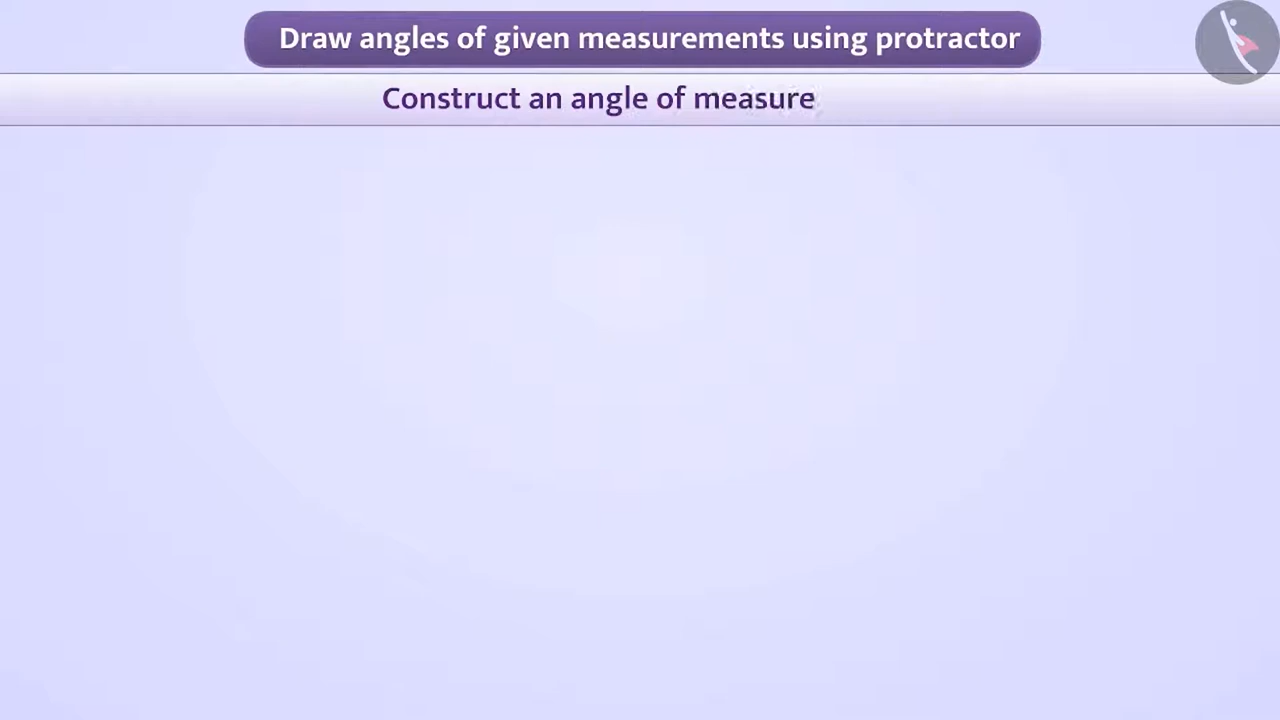 Draw angles of given measurements using protractor
Construct an angle of measure